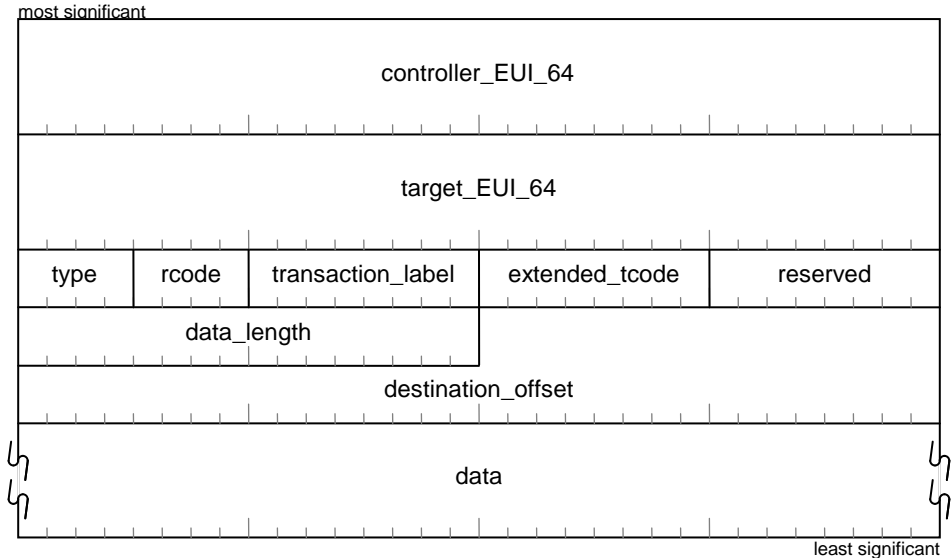 most significant
controller_EUI_64
target_EUI_64
type rcode transaction_label extended_tcode reserved
data_length
destination_offset
data
least significant